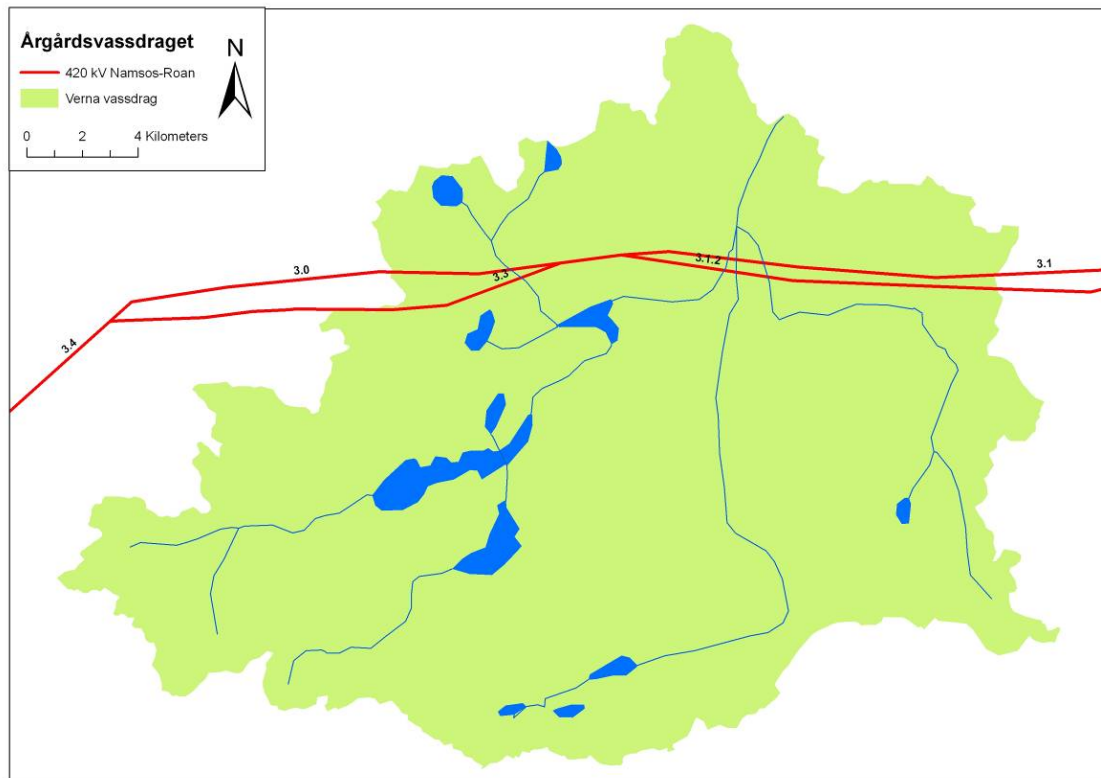 Årgårdsvassdraget
N
420 kV Namsos-Roan
Verna vassdrag
0 2 4 Kilometers
3.0
3.3
3.1.2
3.1
3.4